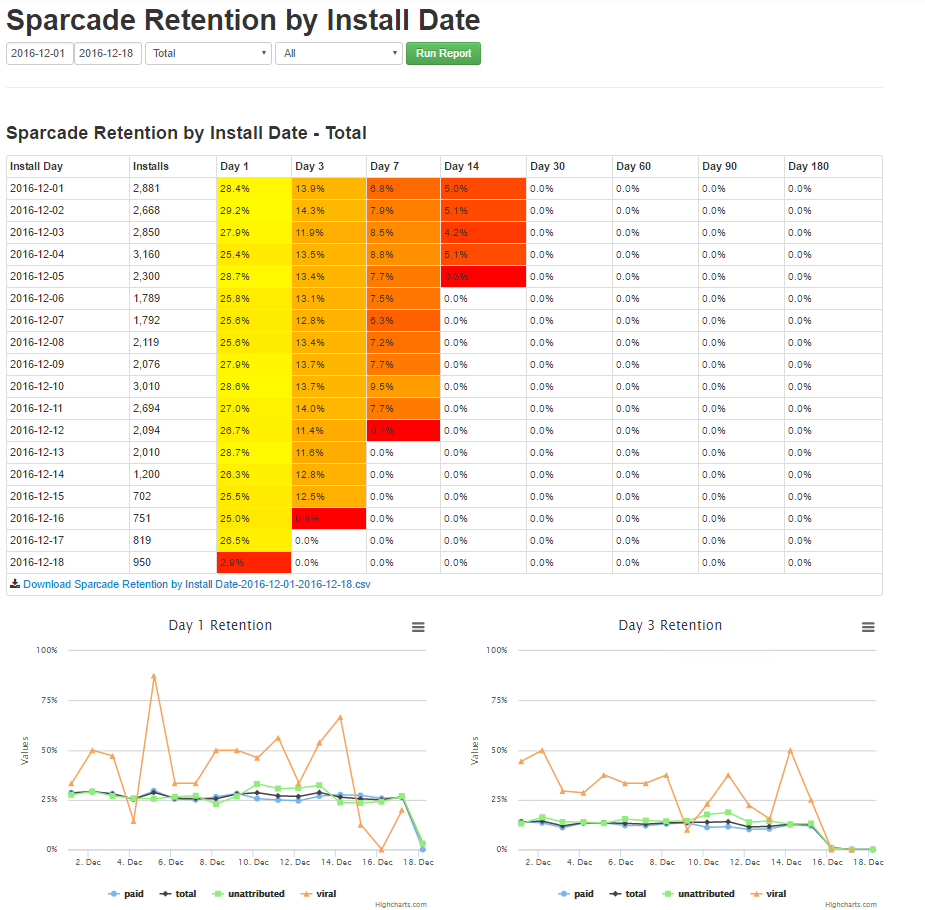 Sparcade Retention by Install Date
2016-12-01 2016-12-18 Total All Run Report
Sparcade Retention by Install Date - Total
Install Day Installs Day 1 Day 3 Day 7 Day 14 Day 30 Day 60 Day 90 Day 180
2016-12-01 2,881 28.4% 13.9% 6.8% 5.0% 0.0% 0.0% 0.0% 0.0%
2016-12-02 2,668 29.2% 14.3% 7.9% 5.1% 0.0% 0.0% 0.0% 0.0%
2016-12-03 2,850 27.9% 11.9% 8.5% 4.2% 0.0% 0.0% 0.0% 0.0%
2016-12-04 3,160 25.4% 13.5% 8.8% 5.1% 0.0% 0.0% 0.0% 0.0%
2016-12-05 2,300 28.7% 13.4% 7.7% 0.0% 0.0% 0.0% 0.0%
2016-12-06 1,789 25.8% 13.1% 7.5% 0.0% 0.0% 0.0% 0.0% 0.0%
2016-12-07 1,792 25.6% 12.8% 6.3% 0.0% 0.0% 0.0% 0.0% 0.0%
2016-12-08 2,119 25.6% 13.4% 7.2% 0.0% 0.0% 0.0% 0.0% 0.0%
2016-12-09 2,076 27.9% 13.7% 7.7% 0.0% 0.0% 0.0% 0.0% 0.0%
2016-12-10 3,010 28.6% 13.7% 9.5% 0.0% 0.0% 0.0% 0.0% 0.0%
2016-12-11 2,694 27.0% 14.0% 7.7% 0.0% 0.0% 0.0% 0.0% 0.0%
2016-12-12 2,094 26.7% 11.4% 0.7% 0.0% 0.0% 0.0% 0.0% 0.0%
2016-12-13 2,010 28.7% 11.6% 0.0% 0.0% 0.0% 0.0% 0.0% 0.0%
2016-12-14 1,200 26.3% 12.8% 0.0% 0.0% 0.0% 0.0% 0.0% 0.0%
2016-12-15 702 25.5% 12.5% 0.0% 0.0% 0.0% 0.0% 0.0% 0.0%
2016-12-16 751 25.0% 0.0% 0.0% 0.0% 0.0% 0.0% 0.0%
2016-12-17 819 26.5% 0.0% 0.0% 0.0% 0.0% 0.0% 0.0% 0.0%
2016-12-18 950 2.9% 0.0% 0.0% 0.0% 0.0% 0.0% 0.0% 0.0%
Download Sparcade Retention by Install Date-2016-12-01-2016-12-18.csv
Day 1 Retention
100%
75%
50%
25%
0%
Values
2. Dec 4. Dec 6. Dec 8. Dec 10. Dec 12. Dec 14. Dec 16. Dec 18. Dec
paid total unattributed viral
Highcharts.com
Day 3 Retention
100%
75%
50%
25%
0%
Values
2. Dec 4. Dec 6. Dec 8. Dec 10. Dec 12. Dec 14. Dec 16. Dec 18. Dec
paid total unattributed viral
Highcharts.com